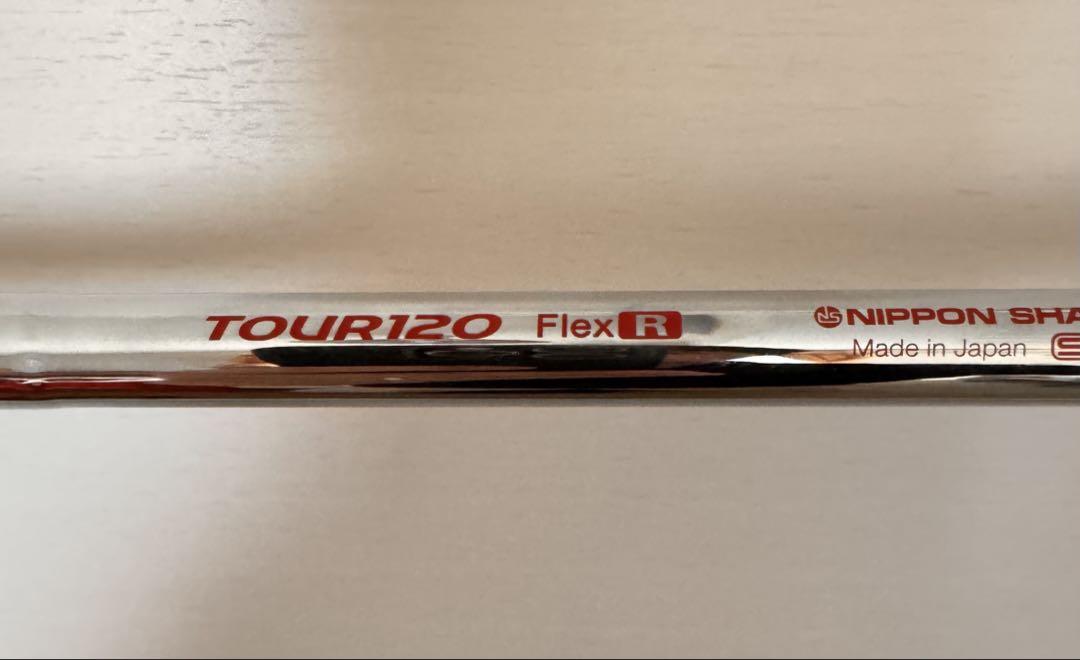 TOUR120 Flex R
NIPPON SHA
Made in Japan S